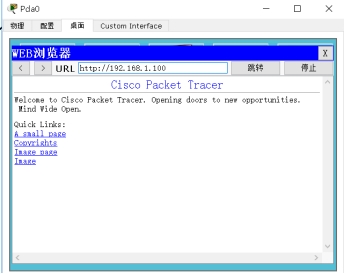 Pda0
物理 配置 桌面 Custom Interface
WEB浏览器 X
< > URL http://192.168.1.100 跳转 停止
Cisco Packet Tracer
Welcome to Cisco Packet Tracer. Opening doors to new opportunities.
Mind Wide Open.
Quick Links:
A small page
Copyrights
Image page
Image